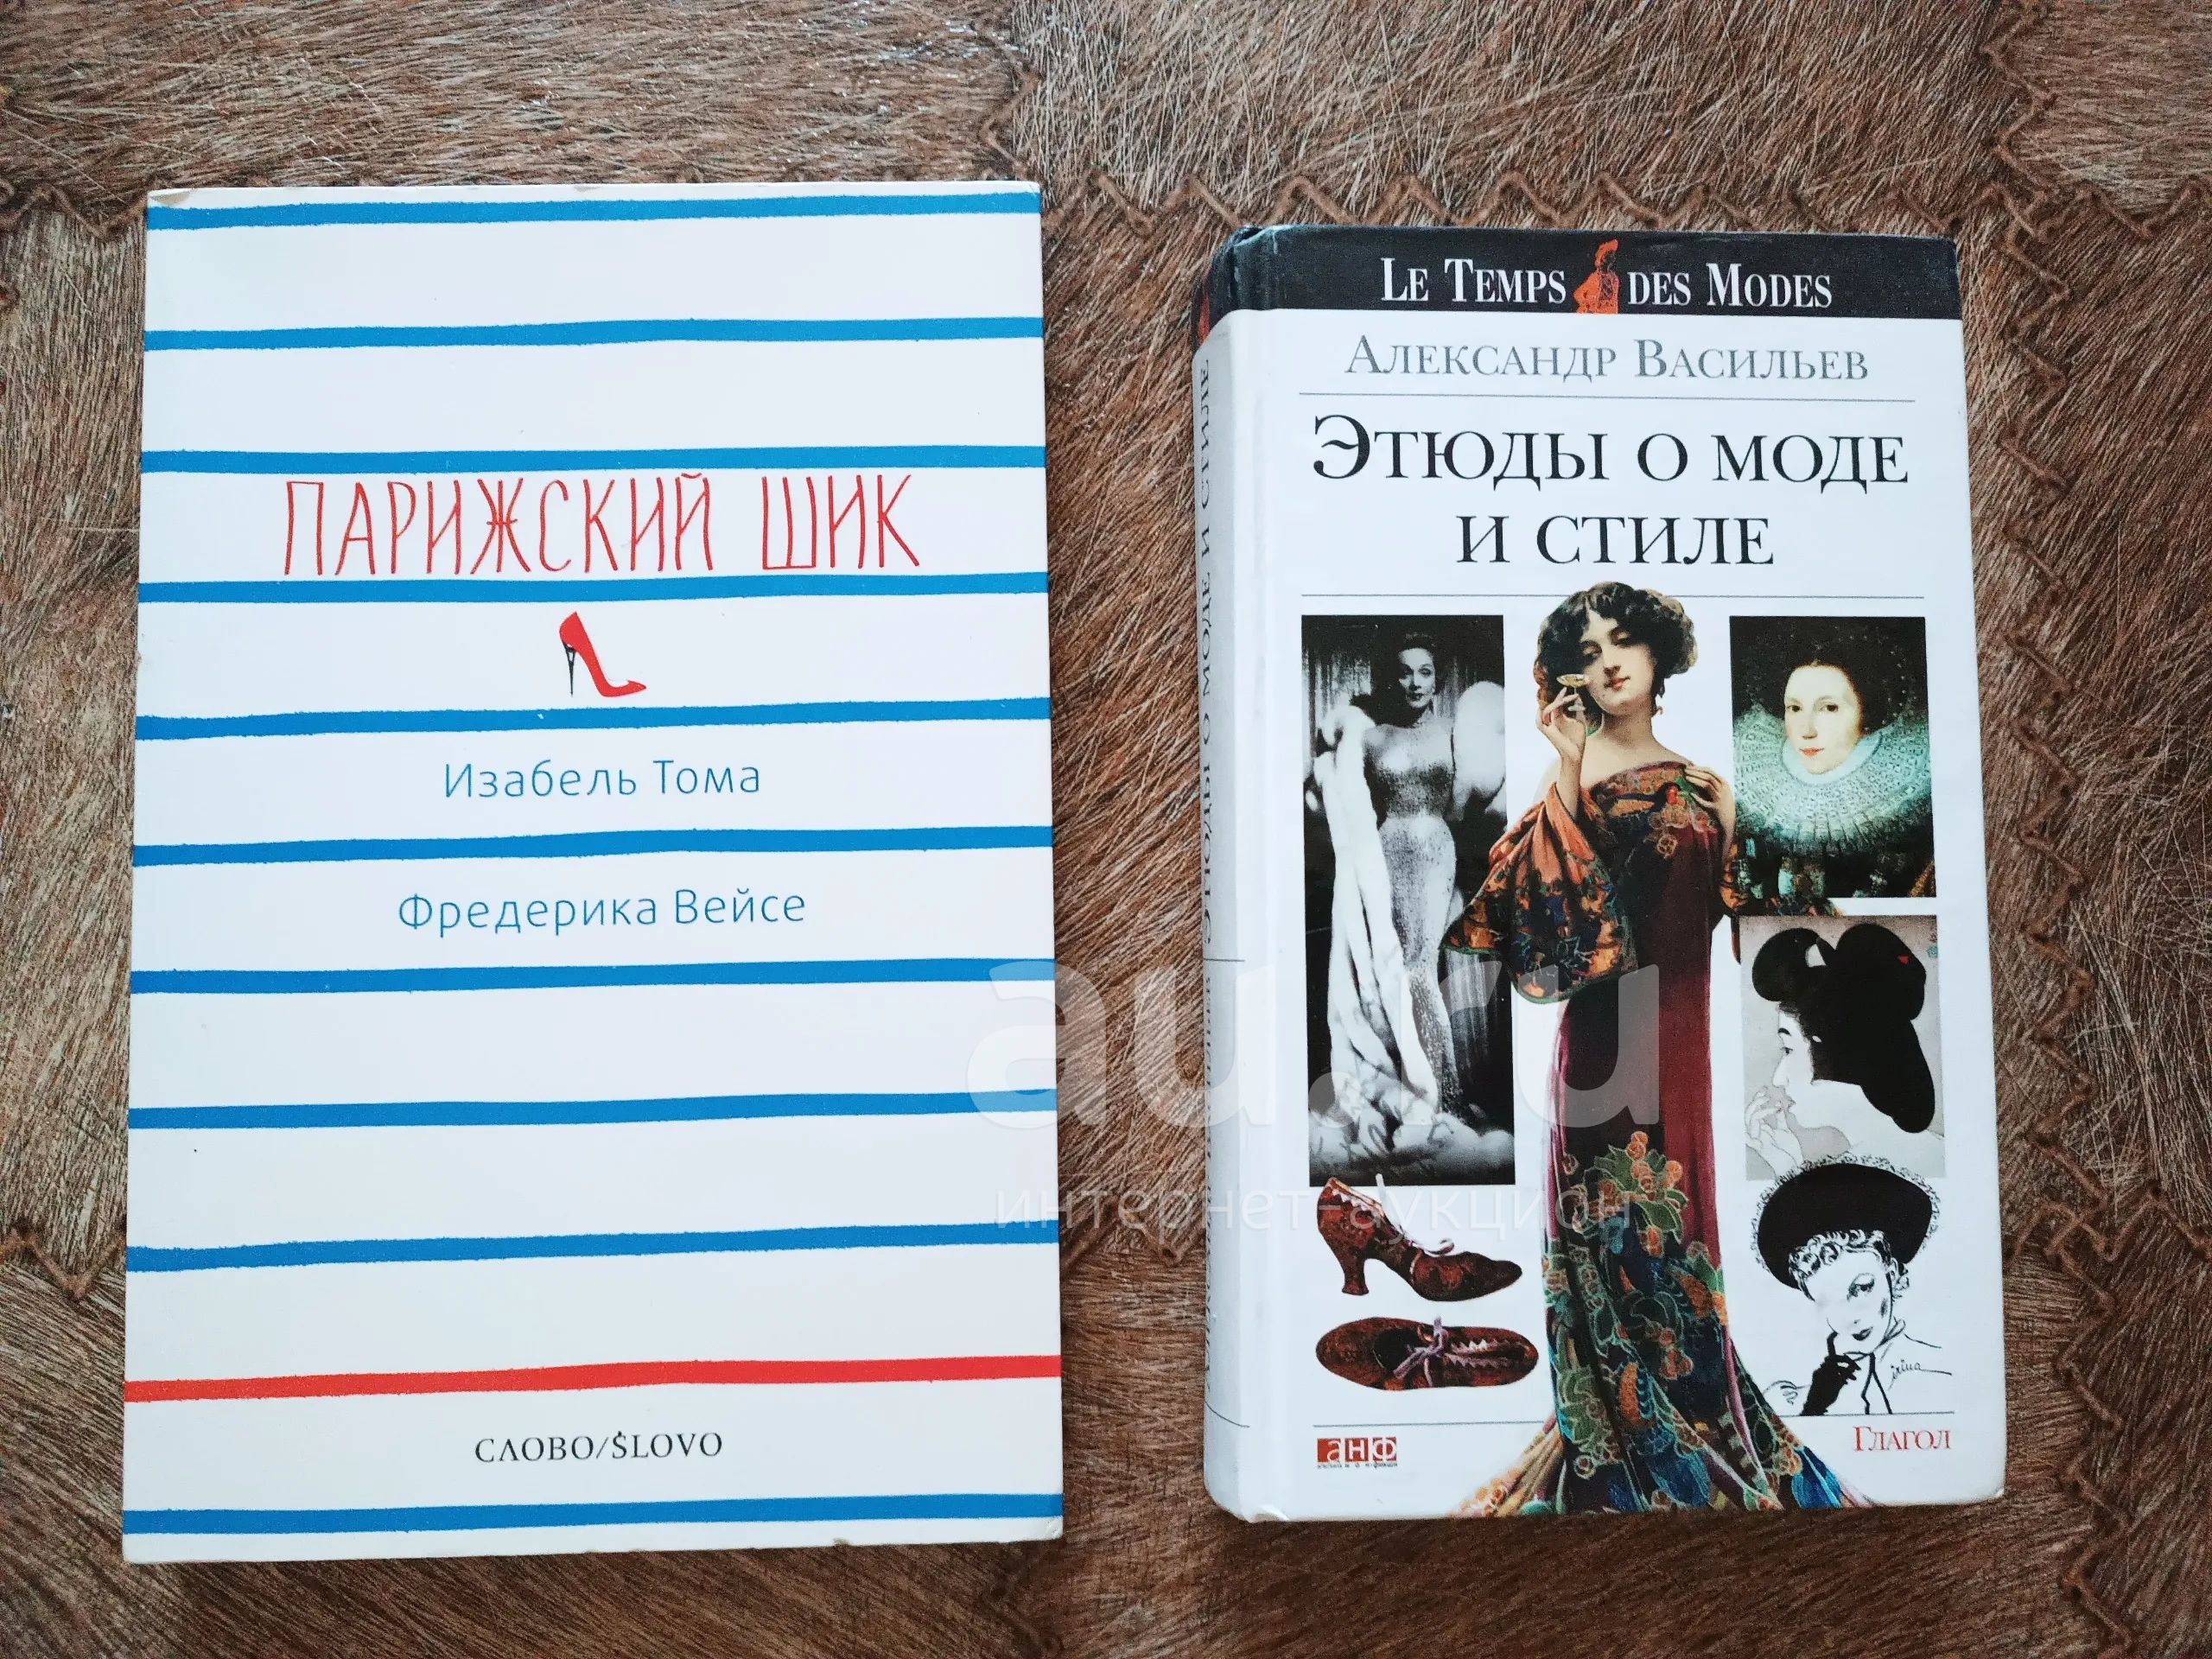 ПАРИЖСКИЙ ШИК
Изабель Тома
Фредерика Вейсе
СЛОВО/SLOVO
LE TEMPS DES MODES
АЛЕКСАНДР ВАСИЛЬЕВ
ЭТЮДЫ О МОДЕ
И СТИЛЕ
irina
АНФ
ГЛАГОЛ
ЭТЮДЫ О МОДЕ И СТИЛЕ
au.ru
интернет-аукцион